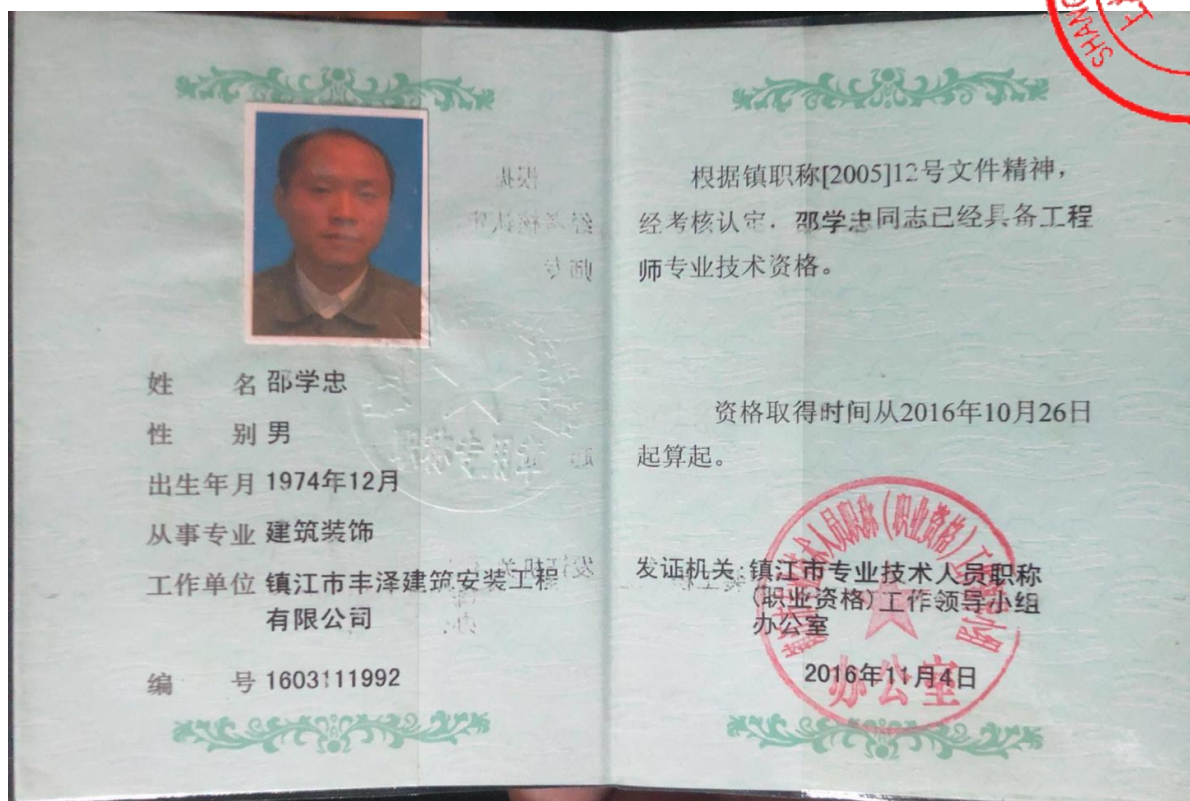 姓 名 邵学忠
性 别 男
出生年月 1974年12月
从事专业 建筑装饰
工作单位 镇江市丰泽建筑安装工程
有限公司
编 号 1603111992
根据镇职称[2005]12号文件精神，
经考核认定，邵学忠同志已经具备工程
师专业技术资格。
资格取得时间从2016年10月26日
起算起。
发证机关:镇江市专业技术人员职称
(职业资格)工作领导小组
办公室
2016年11月4日
办公室
SHANG